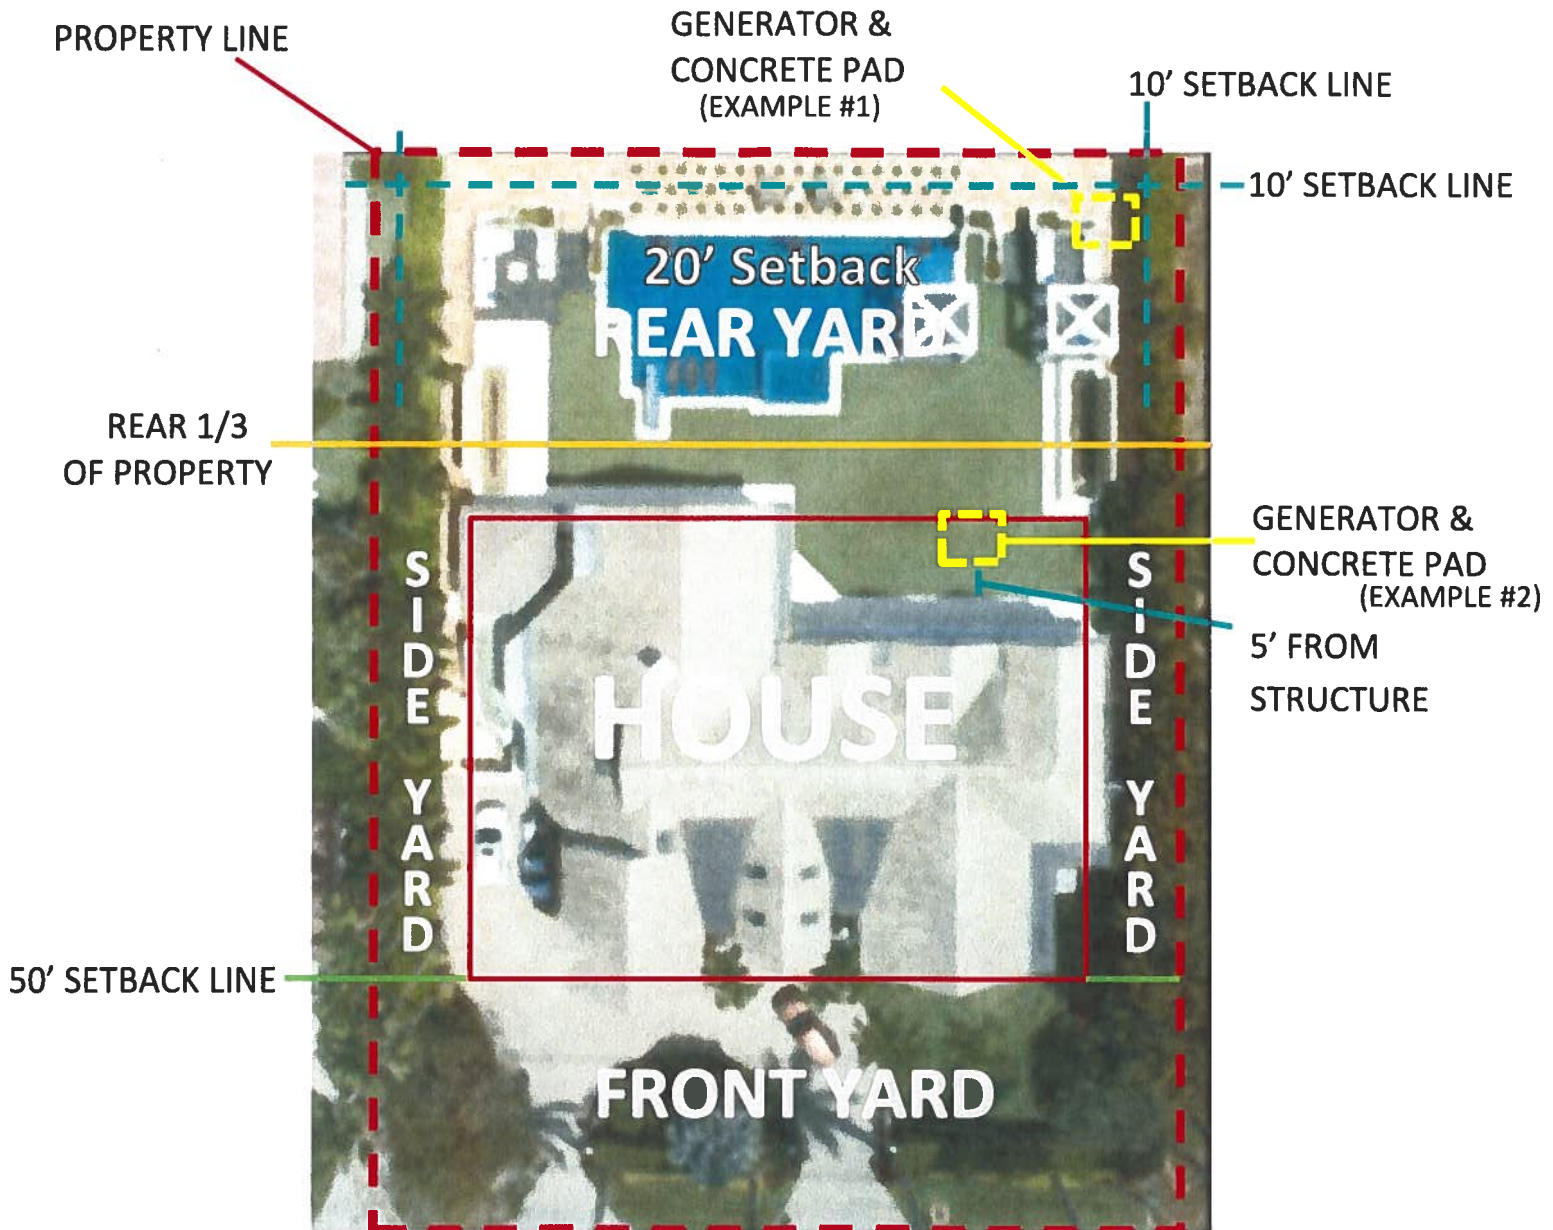 PROPERTY LINE
GENERATOR &
CONCRETE PAD
(EXAMPLE #1)
10' SETBACK LINE
10' SETBACK LINE
20' Setback
REAR YARD
REAR 1/3
OF PROPERTY
GENERATOR &
CONCRETE PAD
(EXAMPLE #2)
5' FROM
STRUCTURE
SIDE YARD
HOUSE
SIDE YARD
50' SETBACK LINE
FRONT YARD